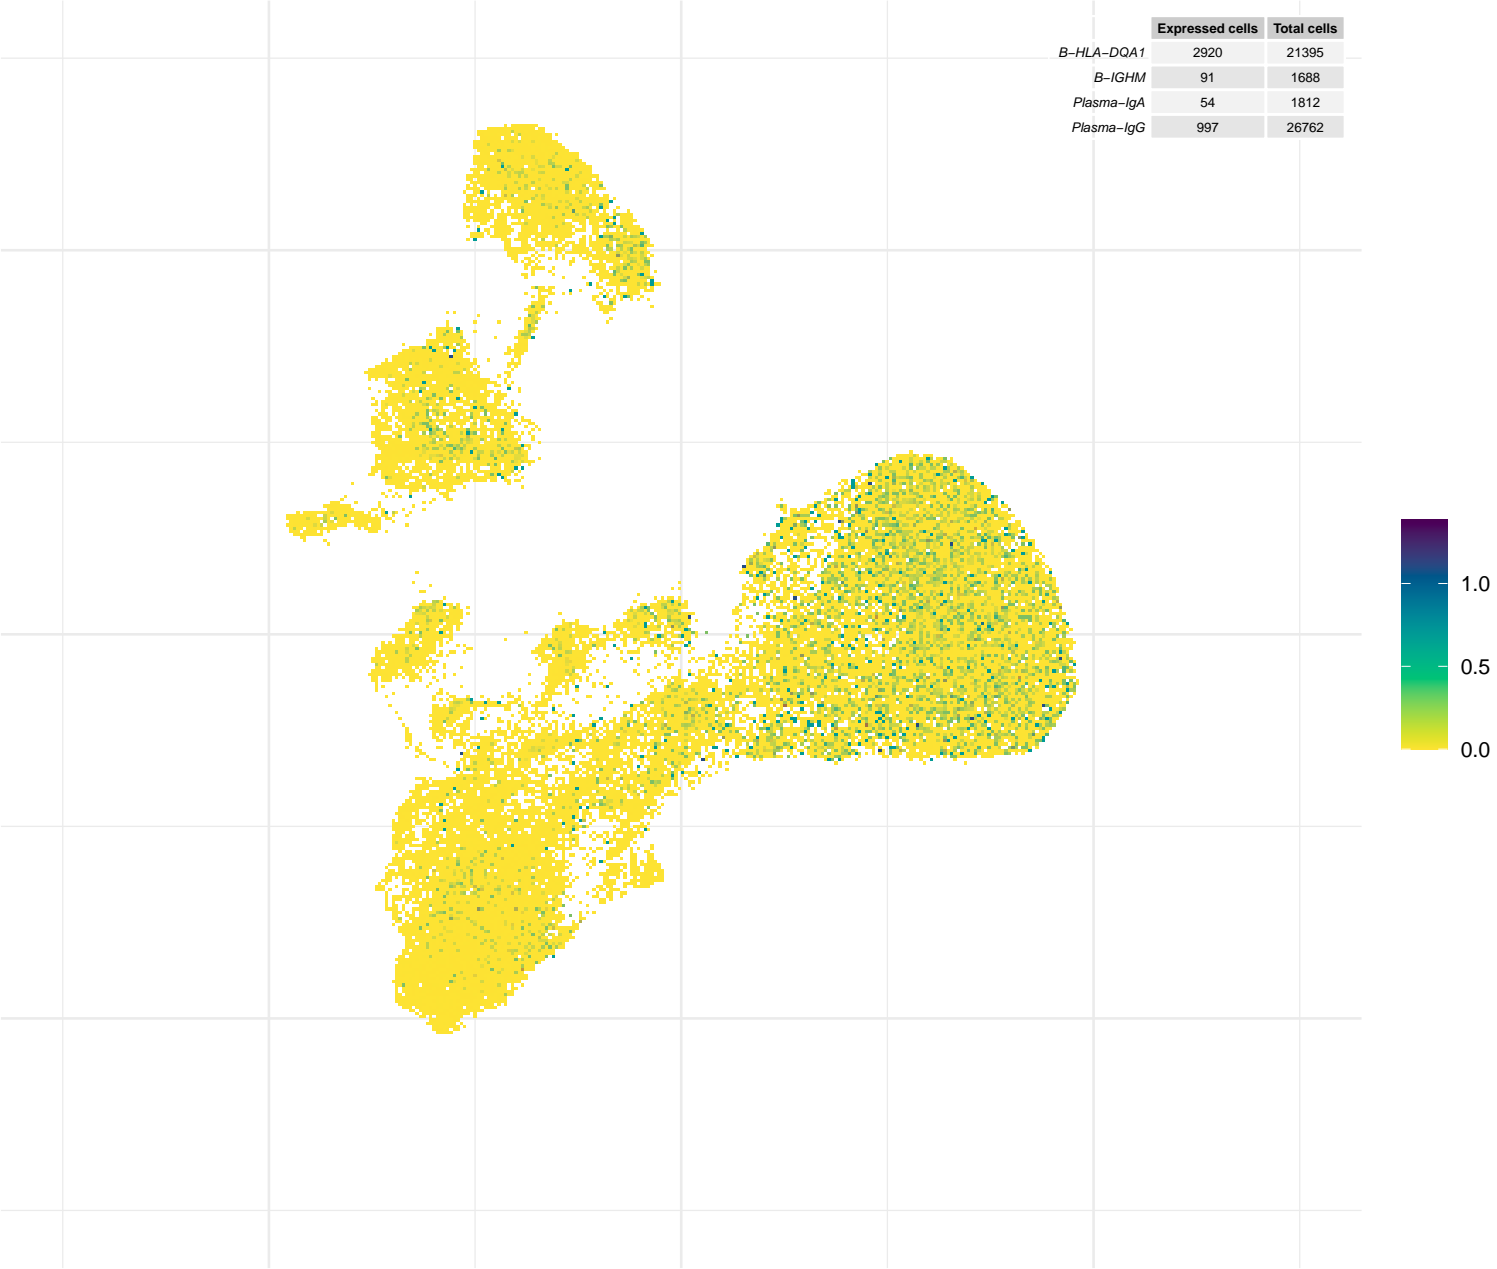 Expressed cells Total cells
B−HLA−DQA1 2920 21395
B−IGHM 91 1688
Plasma−IgA 54 1812
Plasma−IgG 997 26762
1.0
0.5
0.0